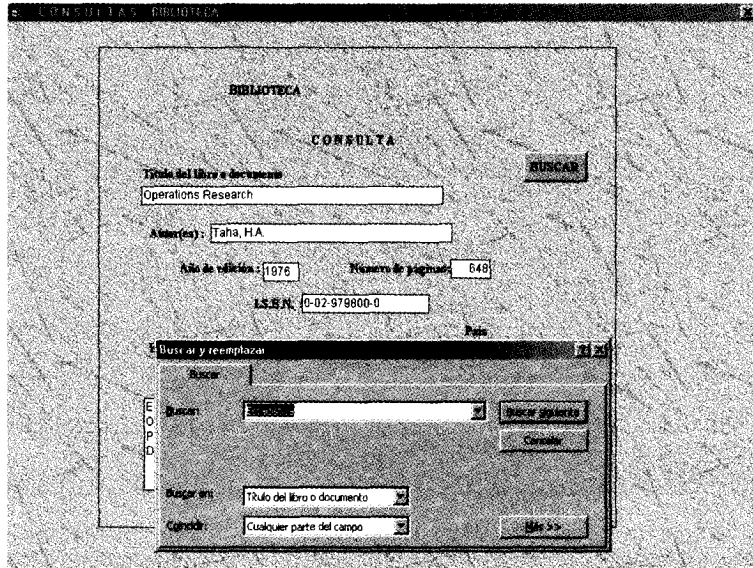 CONSULTAS BIBLIOTECA
BIBLIOTECA
CONSULTA
BUSCAR
Título del libro o documento
Operations Research
Autor(es) : Taha, H.A.
Año de edición : 1976 Número de páginas: 648
I.S.B.N. : 0-02-979800-0
País
Buscar y reemplazar
Buscar
Buscar:
Buscar siguiente
Cancelar
E
O
P
D
Buscar en: Título del libro o documento
Coincidir: Cualquier parte del campo
Más >>